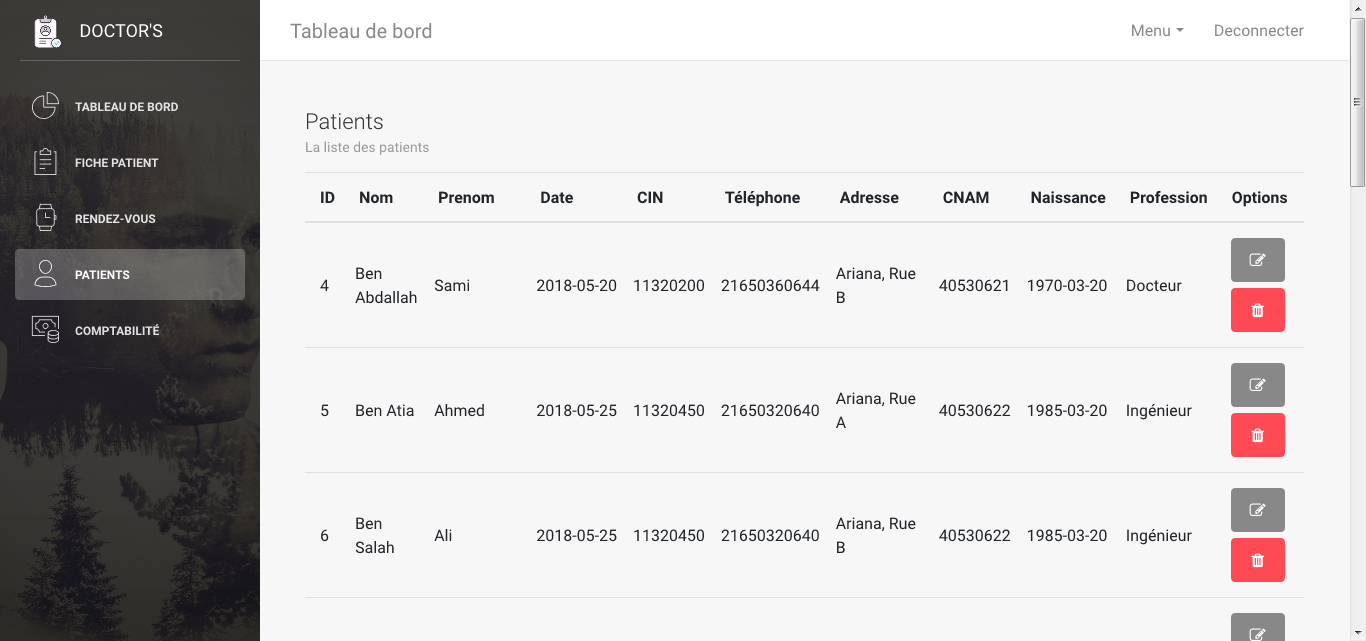 DOCTOR'S
TABLEAU DE BORD
FICHE PATIENT
RENDEZ-VOUS
PATIENTS
COMPTABILITÉ
Tableau de bord
Menu
Deconnecter
Patients
La liste des patients
ID Nom Prenom Date CIN Téléphone Adresse CNAM Naissance Profession Options
4 Ben Abdallah Sami 2018-05-20 11320200 21650360644 Ariana, Rue B 40530621 1970-03-20 Docteur
5 Ben Atia Ahmed 2018-05-25 11320450 21650320640 Ariana, Rue A 40530622 1985-03-20 Ingénieur
6 Ben Salah Ali 2018-05-25 11320450 21650320640 Ariana, Rue B 40530622 1985-03-20 Ingénieur